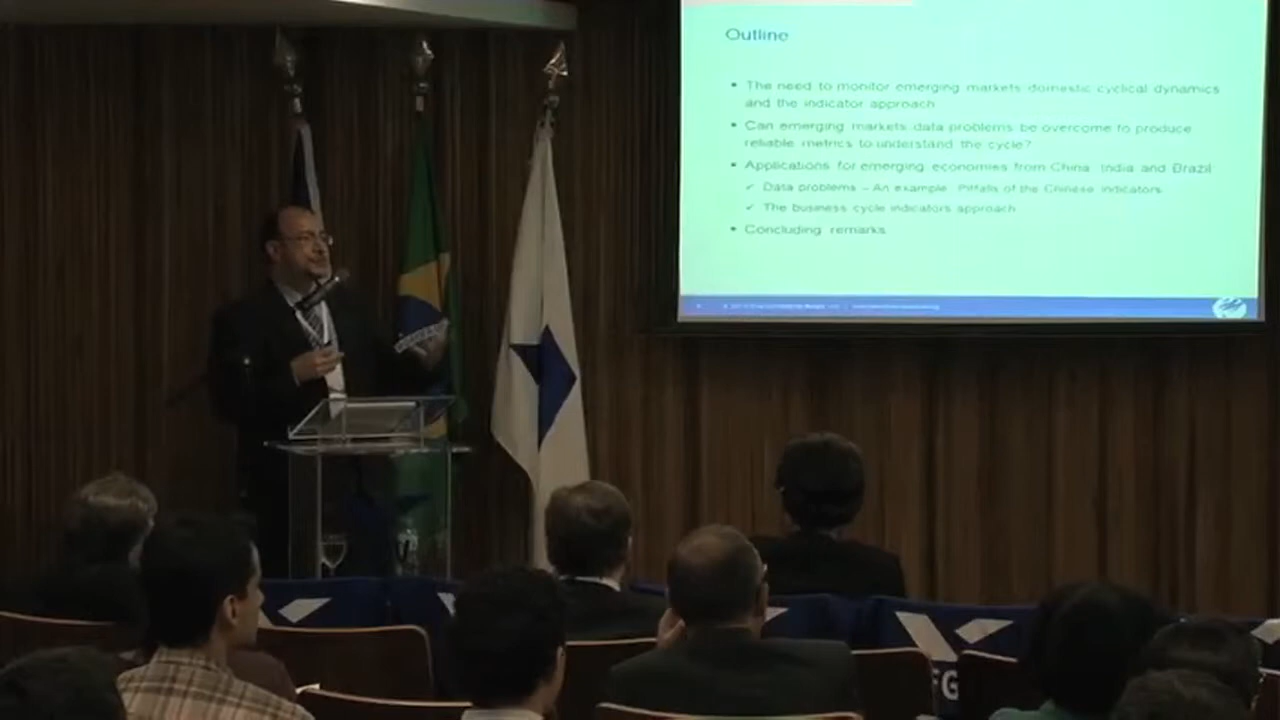 Outline
The need to monitor emerging markets domestic cyclical dynamics
and the indicator approach
Can emerging markets data problems be overcome to produce
reliable metrics to understand the cycle?
Applications for emerging economies from China, India and Brazil
Data problems – An example: Pitfalls of the Chinese indicators
The business cycle indicators approach
Concluding remarks
FG